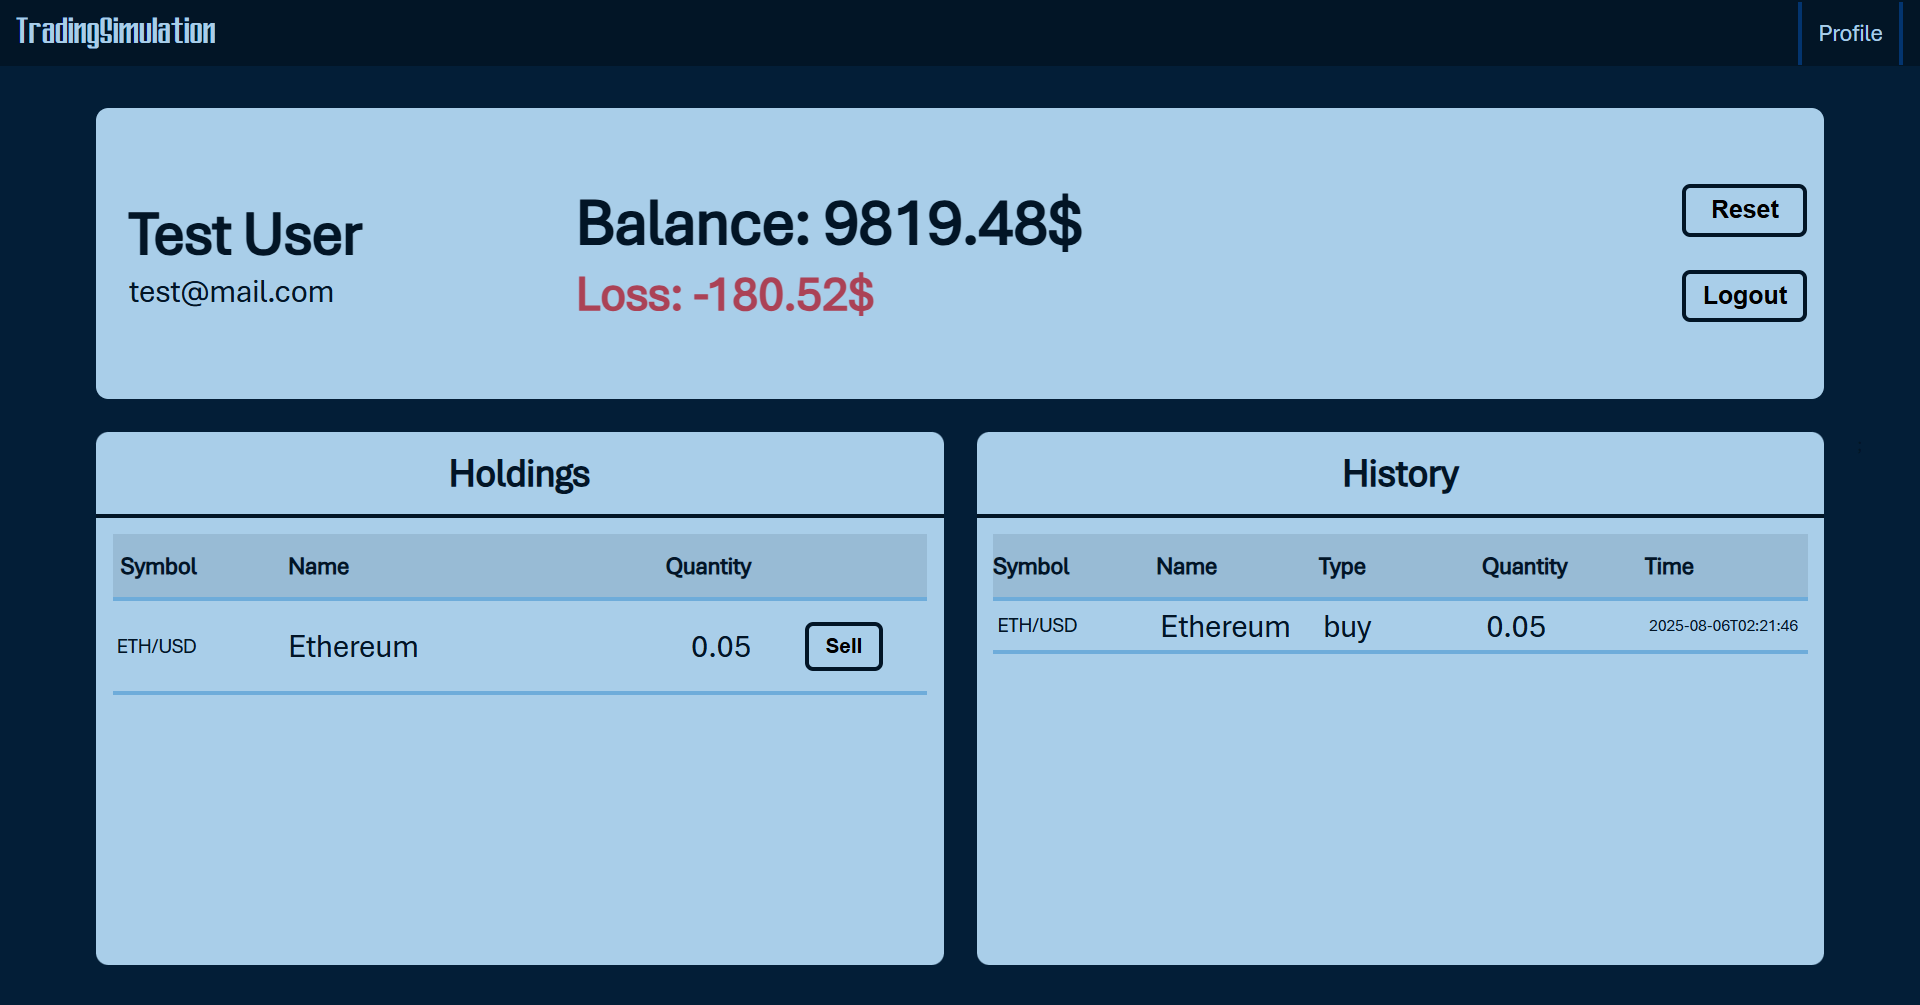 TradingSimulation
Profile
Test User
test@mail.com
Balance: 9819.48$
Loss: -180.52$
Reset
Logout
Holdings
Symbol Name Quantity
ETH/USD Ethereum 0.05 Sell
History
Symbol Name Type Quantity Time
ETH/USD Ethereum buy 0.05 2025-08-06T02:21:46